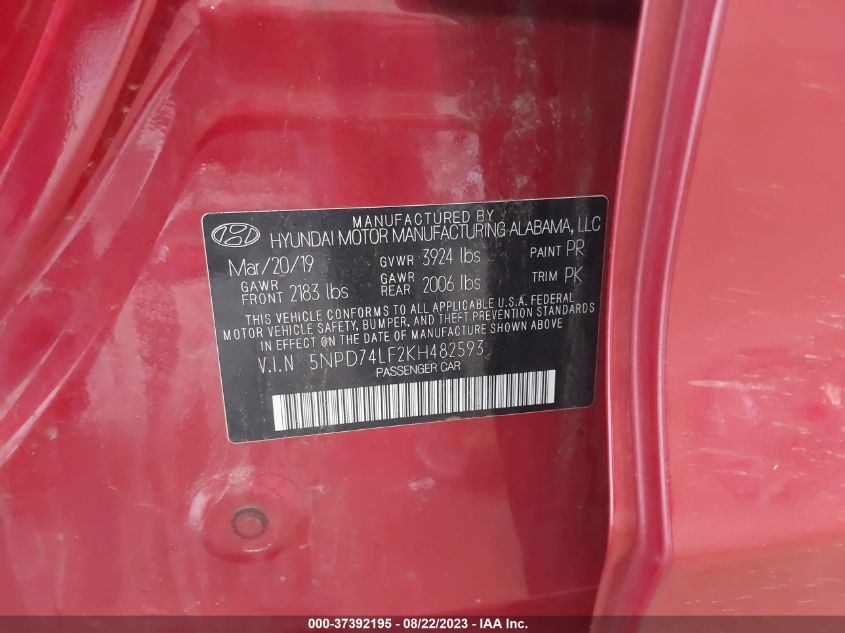 MANUFACTURED BY
HYUNDAI MOTOR MANUFACTURING ALABAMA, LLC
Mar/20/19 GVWR 3924 lbs PAINT PR
GAWR FRONT 2183 lbs GAWR REAR 2006 lbs TRIM PK
THIS VEHICLE CONFORMS TO ALL APPLICABLE U.S.A. FEDERAL
MOTOR VEHICLE SAFETY, BUMPER, AND THEFT PREVENTION STANDARDS
IN EFFECT ON THE DATE OF MANUFACTURE SHOWN ABOVE
V.I.N 5NPD74LF2KH482593
PASSENGER CAR
000-37392195 - 08/22/2023 - © IAA Inc.